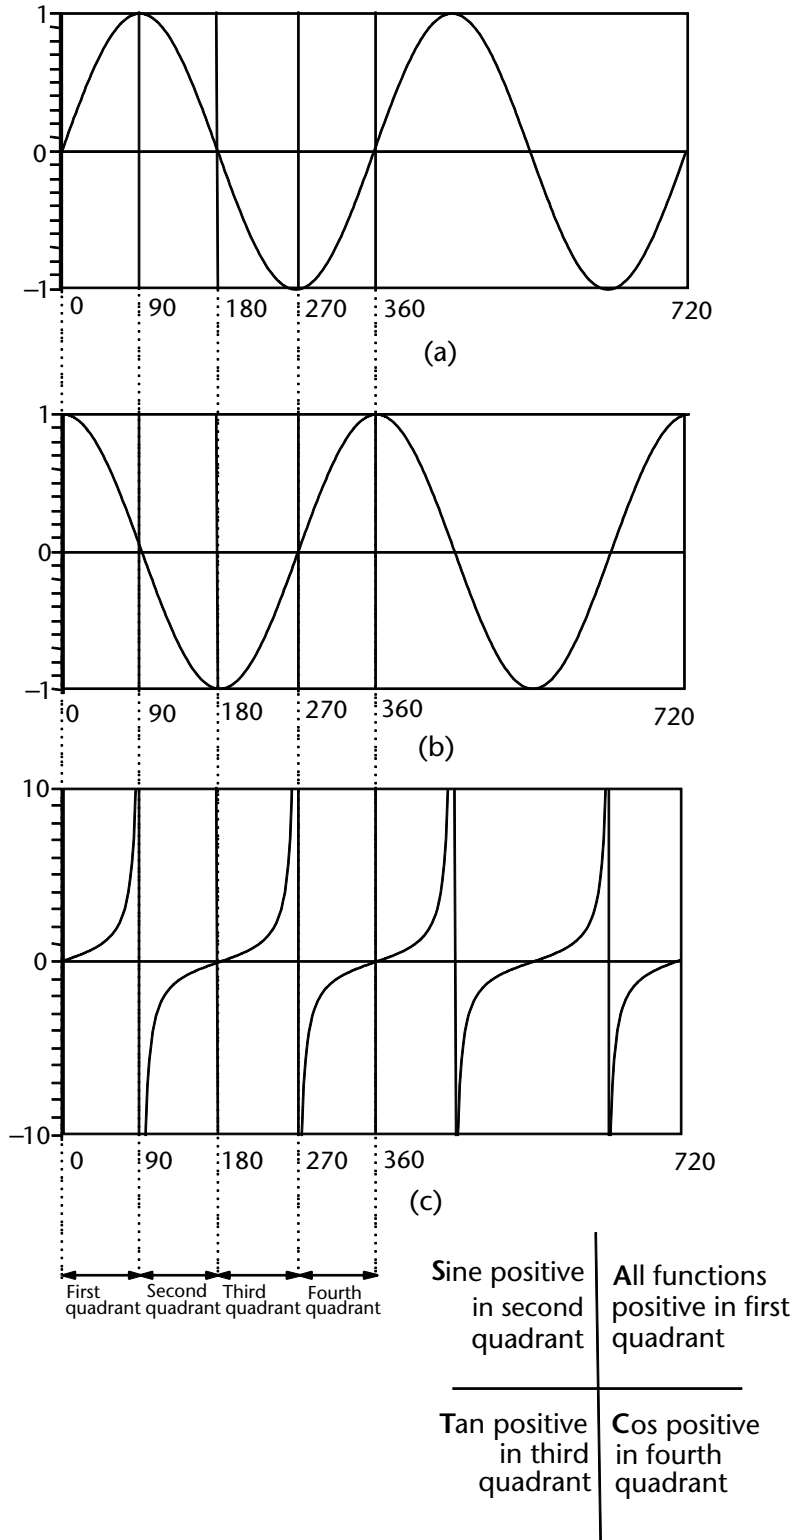 1
0
−1
0 90 180 270 360 720
(a)
1
0
−1
0 90 180 270 360 720
(b)
10
0
−10
0 90 180 270 360 720
(c)
First quadrant
Second quadrant
Third quadrant
Fourth quadrant
Sine positive
in second
quadrant
All functions
positive in first
quadrant
Tan positive
in third
quadrant
Cos positive
in fourth
quadrant